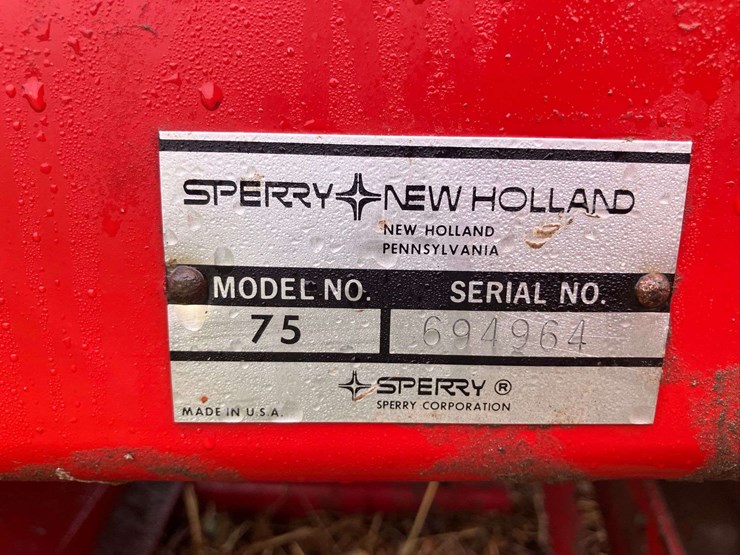 SPERRY NEW HOLLAND
NEW HOLLAND
PENNSYLVANIA
MODEL NO. SERIAL NO.
75 694964
SPERRY ®
SPERRY CORPORATION
MADE IN U.S.A.